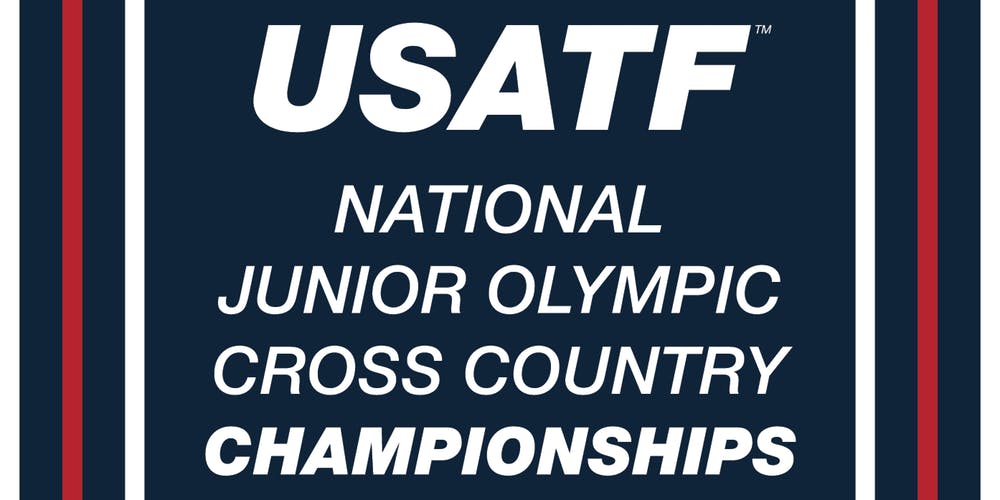 USATF™
NATIONAL
JUNIOR OLYMPIC
CROSS COUNTRY
CHAMPIONSHIPS